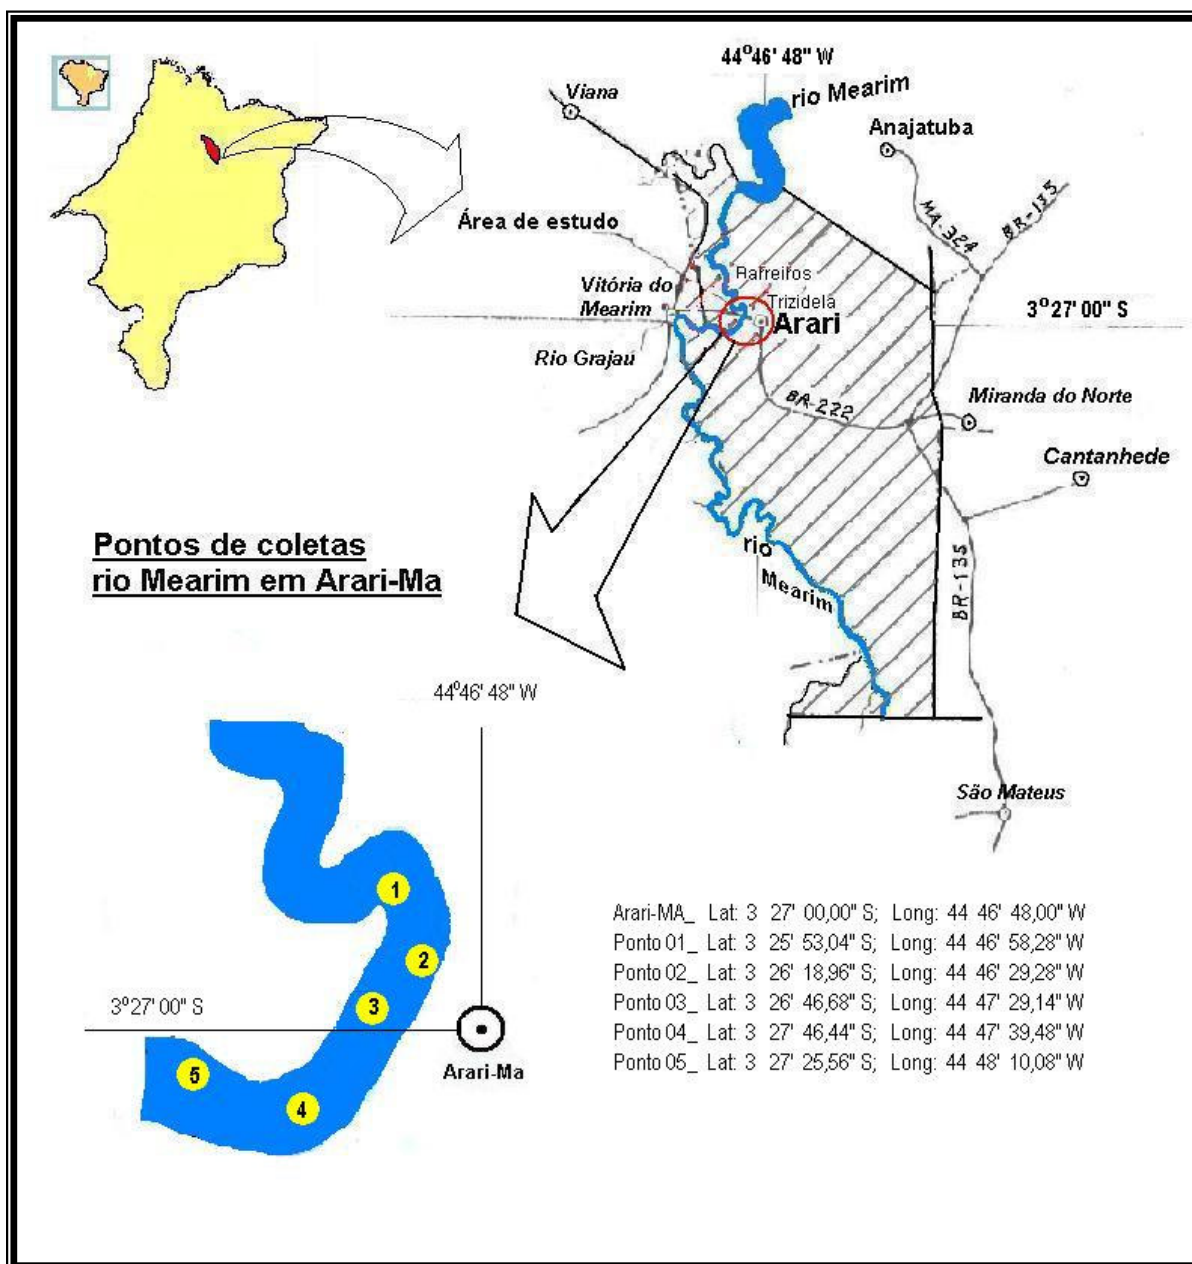 44º46' 48" W
Viana
rio Mearim
Anajatuba
MA-324
BR-135
Área de estudo
Rafreifos
Vitória do
Mearim
Trizidela
Arari
3º27' 00" S
Rio Grajaú
BR-222
Miranda do Norte
Cantanhede
Pontos de coletas
rio Mearim em Arari-Ma
rio
Mearim
BR-135
44º46' 48" W
São Mateus
1
2
3
3º27' 00" S
Arari-Ma
5
4
Arari-MA_ Lat: 3 27' 00,00" S; Long: 44 46' 48,00" W
Ponto 01_ Lat: 3 25' 53,04" S; Long: 44 46' 58,28" W
Ponto 02_ Lat: 3 26' 18,96" S; Long: 44 46' 29,28" W
Ponto 03_ Lat: 3 26' 46,68" S; Long: 44 47' 29,14" W
Ponto 04_ Lat: 3 27' 46,44" S; Long: 44 47' 39,48" W
Ponto 05_ Lat: 3 27' 25,56" S; Long: 44 48' 10,08" W